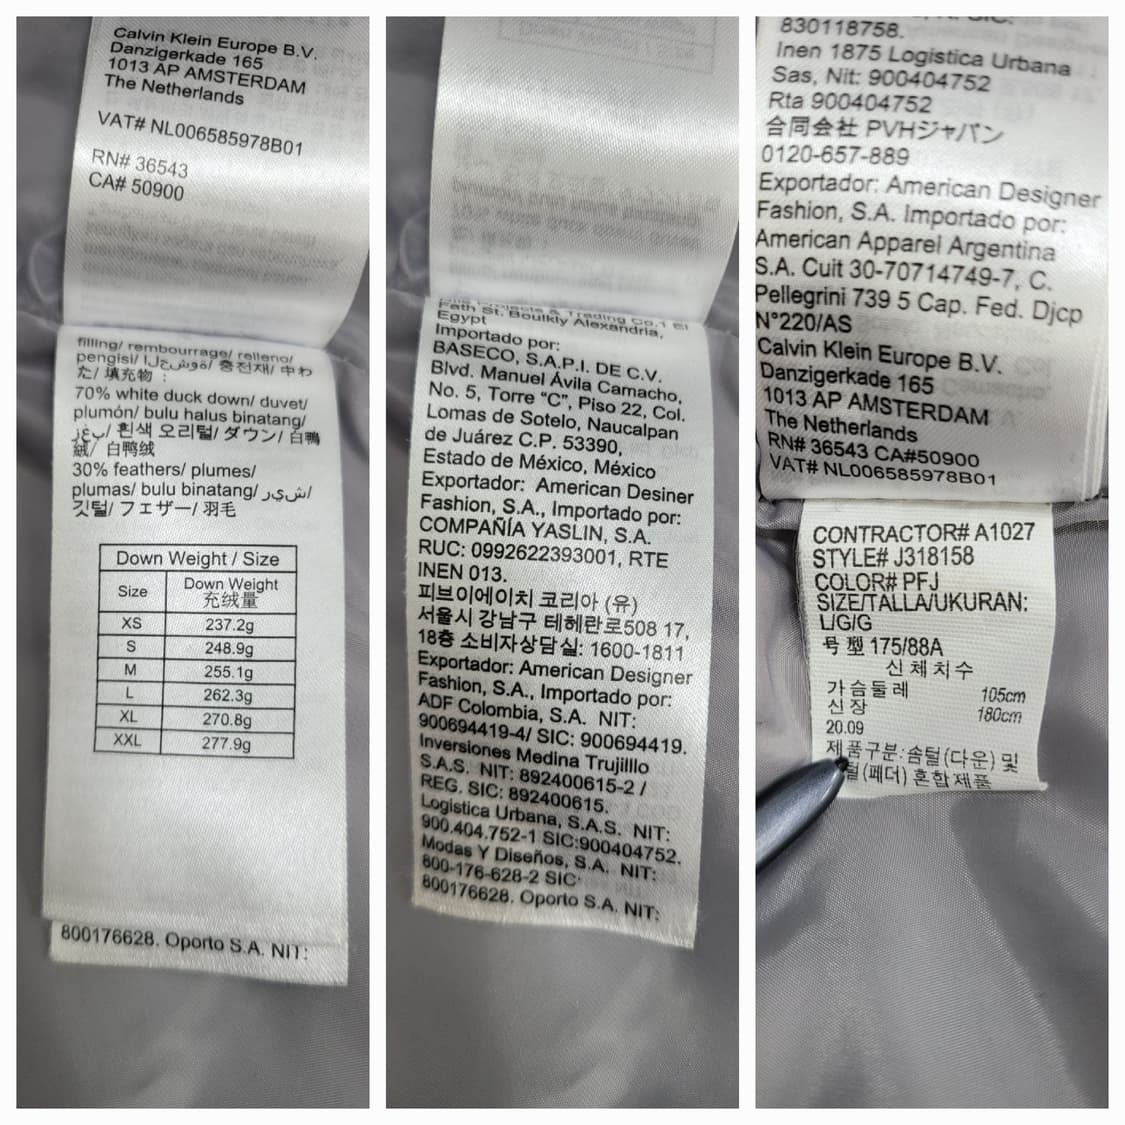 Calvin Klein Europe B.V.
Danzigerkade 165
1013 AP AMSTERDAM
The Netherlands
VAT# NL006585978B01
RN# 36543
CA# 50900
filling/ rembourrage/ relleno/
pengisi/ 충전재/ 中わ
た/ 填充物 :
70% white duck down/ duvet/
plumón/ bulu halus binatang/
흰색 오리털/ ダウン/ 白鴨
絨/ 白鸭绒
30% feathers/ plumes/
plumas/ bulu binatang/ ریش/
깃털/ フェザー/ 羽毛
Down Weight / Size
Size Down Weight
充绒量
XS 237.2g
S 248.9g
M 255.1g
L 262.3g
XL 270.8g
XXL 277.9g
800176628. Oporto S.A. NIT:
Projects & Trading Co.1 El
Fath St. Boulkly Alexandria,
Egypt
Importado por:
BASECO, S.A.P.I. DE C.V.
Blvd. Manuel Ávila Camacho,
No. 5, Torre “C”, Piso 22, Col.
Lomas de Sotelo, Naucalpan
de Juárez C.P. 53390,
Estado de México, México
Exportador: American Desiner
Fashion, S.A., Importado por:
COMPAÑÍA YASLIN, S.A.
RUC: 0992622393001, RTE
INEN 013.
피브이에이치 코리아 (유)
서울시 강남구 테헤란로508 17,
18층 소비자상담실: 1600-1811
Exportador: American Designer
Fashion, S.A., Importado por:
ADF Colombia, S.A. NIT:
900694419-4/ SIC: 900694419.
Inversiones Medina Trujillo
S.A.S. NIT: 892400615-2 /
REG. SIC: 892400615.
Logistica Urbana, S.A.S. NIT:
900.404.752-1 SIC:900404752.
Modas Y Diseños, S.A. NIT:
800-176-628-2 SIC:
800176628. Oporto S.A. NIT:
830118758.
Inen 1875 Logistica Urbana
Sas, Nit: 900404752
Rta 900404752
合同会社 PVHジャパン
0120-657-889
Exportador: American Designer
Fashion, S.A. Importado por:
American Apparel Argentina
S.A. Cuit 30-70714749-7, C.
Pellegrini 739 5 Cap. Fed. Djcp
N°220/AS
Calvin Klein Europe B.V.
Danzigerkade 165
1013 AP AMSTERDAM
The Netherlands
RN# 36543 CA#50900
VAT# NL006585978B01
CONTRACTOR# A1027
STYLE# J318158
COLOR# PFJ
SIZE/TALLA/UKURAN:
L/G/G
号型 175/88A
신체치수
가슴둘레 105cm
신장 180cm
20.09
제품구분:솜털(다운) 및
털(페더) 혼합제품